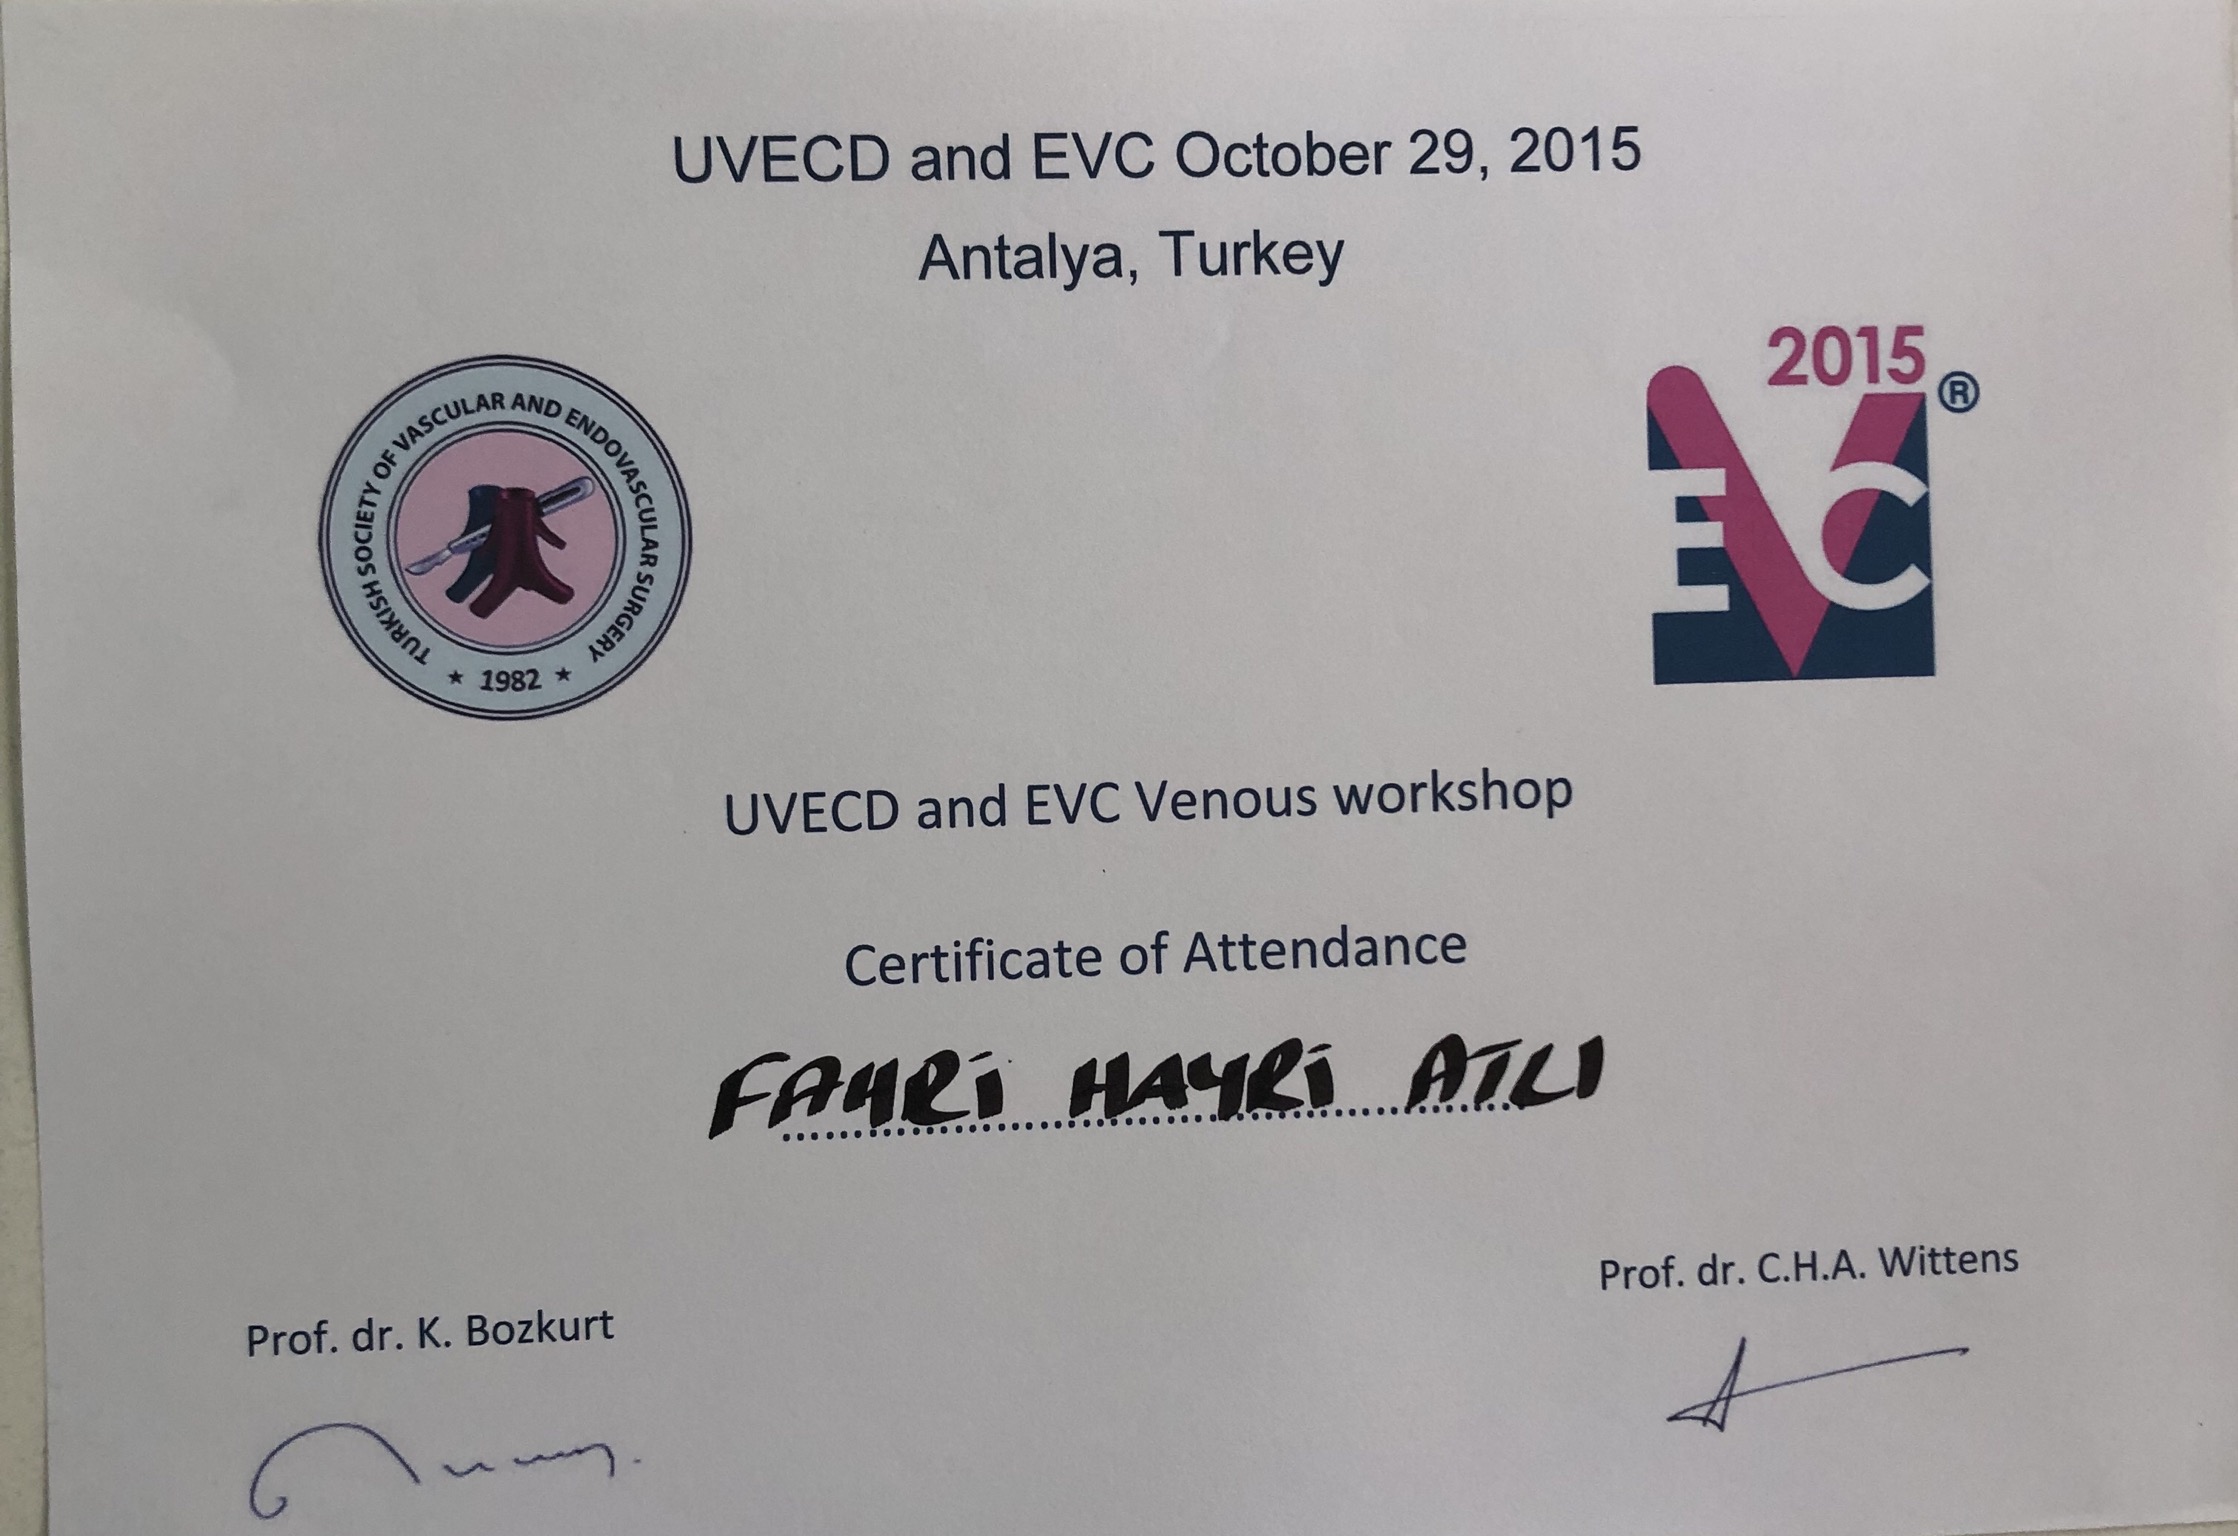 UVECD and EVC October 29, 2015
Antalya, Turkey
TURKISH SOCIETY OF VASCULAR AND ENDOVASCULAR SURGERY
★ 1982 ★
2015
EVC®
UVECD and EVC Venous workshop
Certificate of Attendance
FAHRİ HAYRİ ATLI
Prof. dr. K. Bozkurt
Prof. dr. C.H.A. Wittens